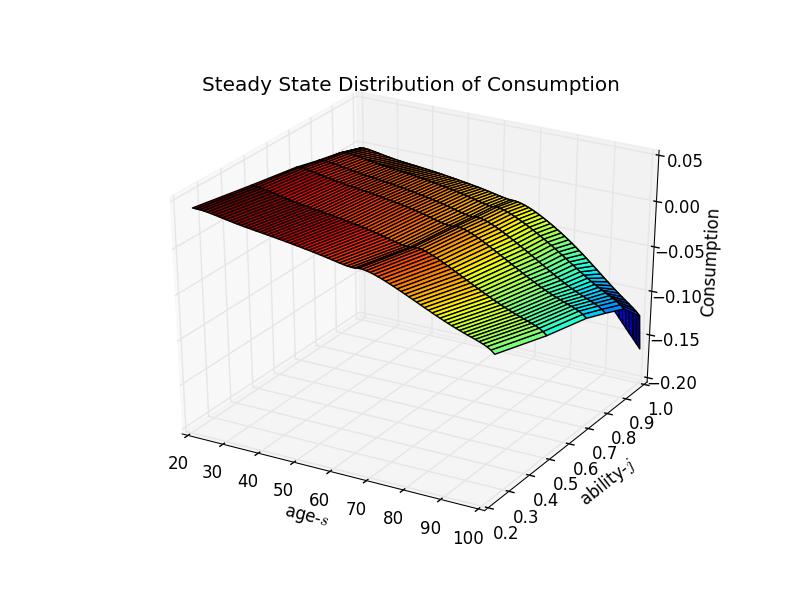 Steady State Distribution of Consumption
0.05
0.00
−0.05
−0.10
−0.15
−0.20
Consumption
20 30 40 50 60 70 80 90 100
age-s
0.2 0.3 0.4 0.5 0.6 0.7 0.8 0.9 1.0
ability-j